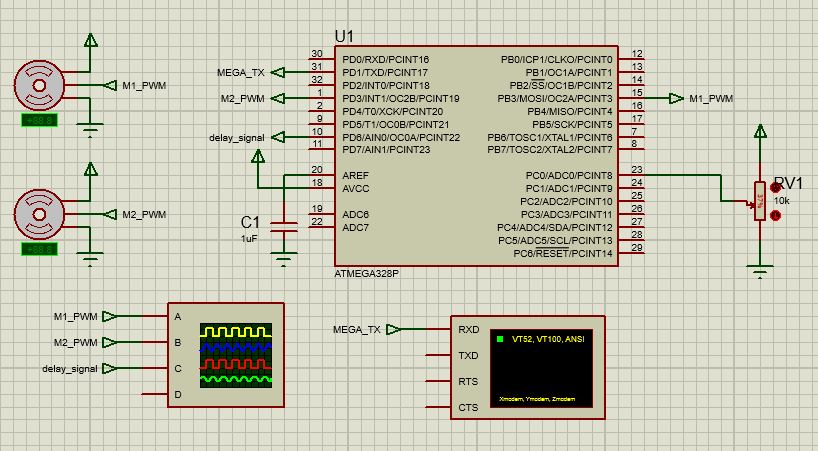 U1
30 PD0/RXD/PCINT16 PB0/ICP1/CLKO/PCINT0 12
MEGA_TX 31 PD1/TXD/PCINT17 PB1/OC1A/PCINT1 13
M1_PWM 32 PD2/INT0/PCINT18 PB2/SS/OC1B/PCINT2 14
M2_PWM 1 PD3/INT1/OC2B/PCINT19 PB3/MOSI/OC2A/PCINT3 15 M1_PWM
2 PD4/T0/XCK/PCINT20 PB4/MISO/PCINT4 16
+88.8 9 PD5/T1/OC0B/PCINT21 PB5/SCK/PCINT5 17
delay_signal 10 PD6/AIN0/OC0A/PCINT22 PB6/TOSC1/XTAL1/PCINT6 7
11 PD7/AIN1/PCINT23 PB7/TOSC2/XTAL2/PCINT7 8
20 AREF PC0/ADC0/PCINT8 23
18 AVCC PC1/ADC1/PCINT9 24 RV1
PC2/ADC2/PCINT10 25 37% 10k
M2_PWM 19 ADC6 PC3/ADC3/PCINT11 26
C1 22 ADC7 PC4/ADC4/SDA/PCINT12 27
1uF PC5/ADC5/SCL/PCINT13 28
+88.8 PC6/RESET/PCINT14 29
ATMEGA328P
M1_PWM A
M2_PWM B
delay_signal C
D
MEGA_TX RXD VT52, VT100, ANSI
TXD
RTS
CTS Xmodem, Ymodem, Zmodem